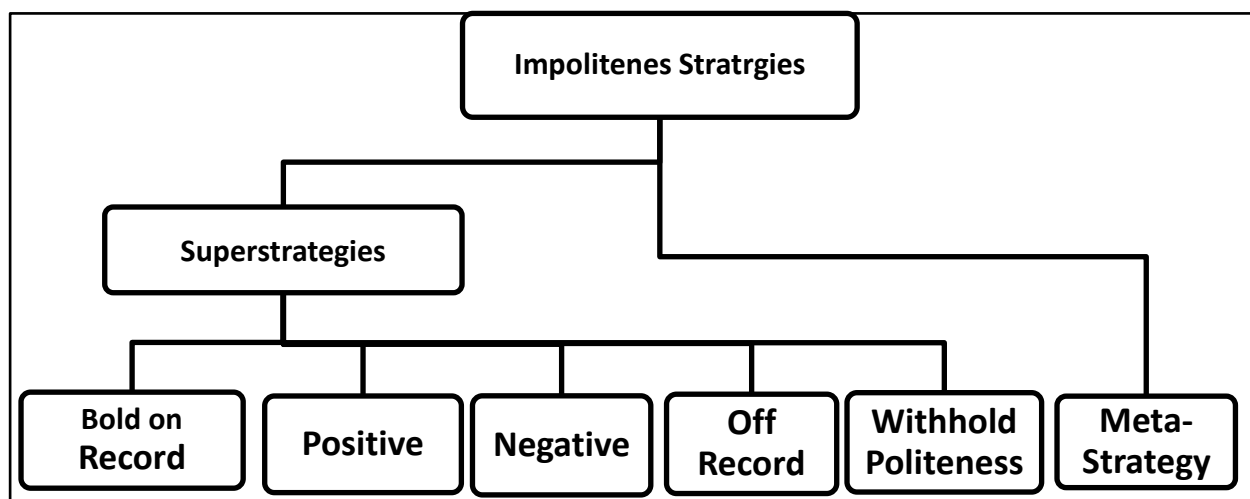 Impolitenes Stratrgies
Superstrategies
Bold on
Record
Positive
Negative
Off
Record
Withhold
Politeness
Meta-
Strategy